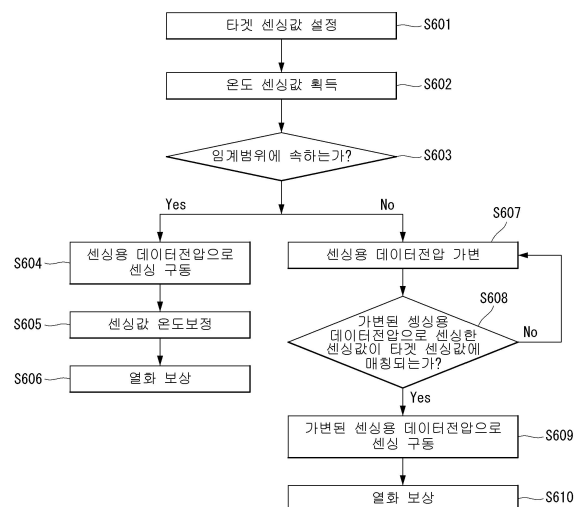 타겟 센싱값 설정
S601
온도 센싱값 획득
S602
임계범위에 속하는가?
S603
Yes
No
S604
센싱용 데이터전압으로
센싱 구동
S605
센싱값 온도보정
S606
열화 보상
S607
센싱용 데이터전압 가변
S608
가변된 셍싱용
데이터전압으로 센싱한
센싱값이 타겟 센싱값에
매칭되는가?
No
Yes
가변된 센싱용 데이터전압으로
센싱 구동
S609
열화 보상
S610